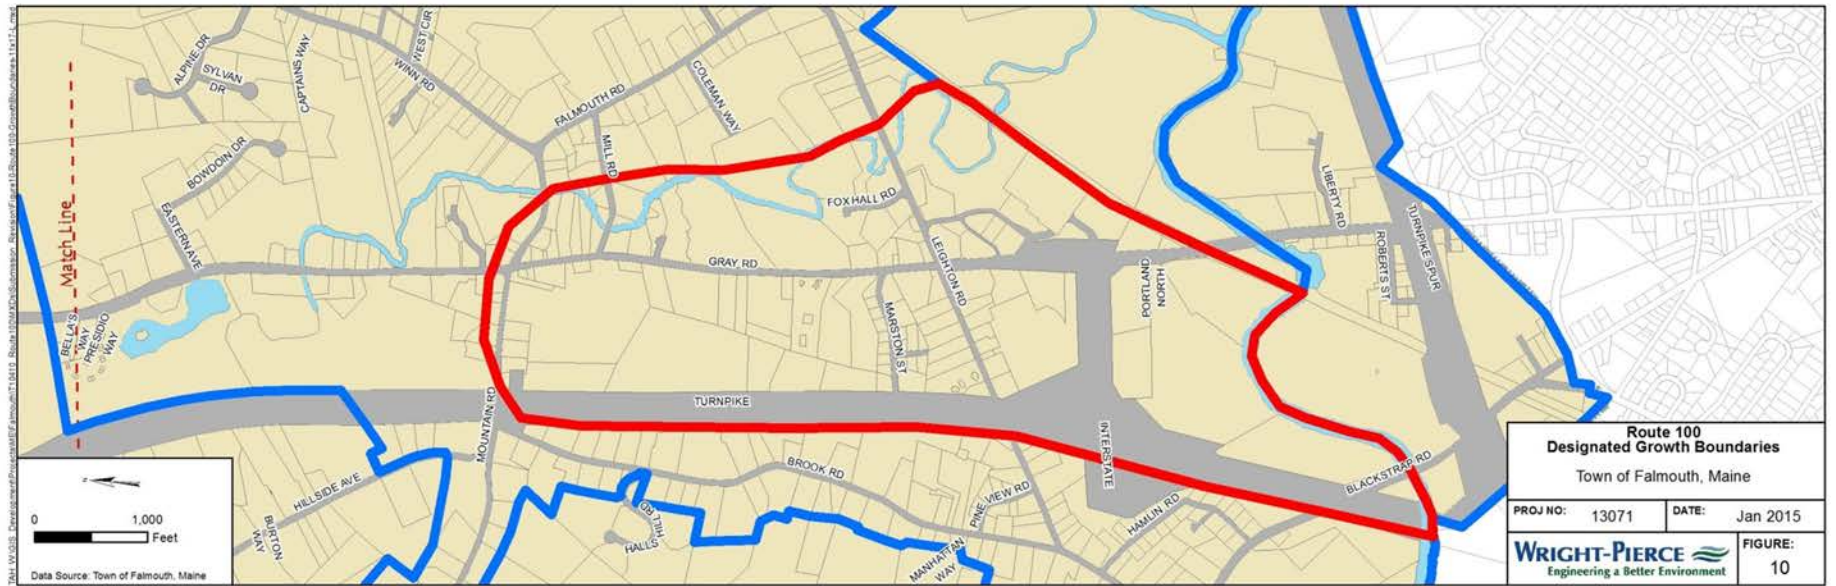 ALPINE DR
SYLVAN
DR
CAPTAINS WAY
WEST CIR
WINN RD
FALMOUTH RD
COLEMAN WAY
MILL RD
BOWDOIN DR
EASTERN AVE
Match Line
BELLA'S
WAY
PRESIDIO
WAY
FOX HALL RD
LEIGHTON RD
GRAY RD
MARSTON ST
PORTLAND
NORTH
LIBERTY RD
ROBERTS ST
TURNPIKE SPUR
TURNPIKE
MOUNTAIN RD
INTERSTATE
BLACKSTRAP RD
BROOK RD
PINE VIEW RD
HAMLIN RD
HILLSIDE AVE
BURTON
WAY
HALLS
HILL RD
MANHATTAN
WAY
0 1,000
Feet
Data Source: Town of Falmouth, Maine
Route 100
Designated Growth Boundaries
Town of Falmouth, Maine
PROJ NO: 13071 DATE: Jan 2015
WRIGHT-PIERCE
Engineering a Better Environment
FIGURE:
10